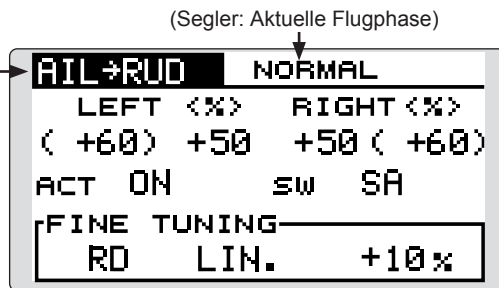 (Segler: Aktuelle Flugphase)
AIL→RUD NORMAL
LEFT <%> RIGHT <%>
( +60) +50 +50 ( +60)
ACT ON SW SA
FINE TUNING
RD LIN. +10%